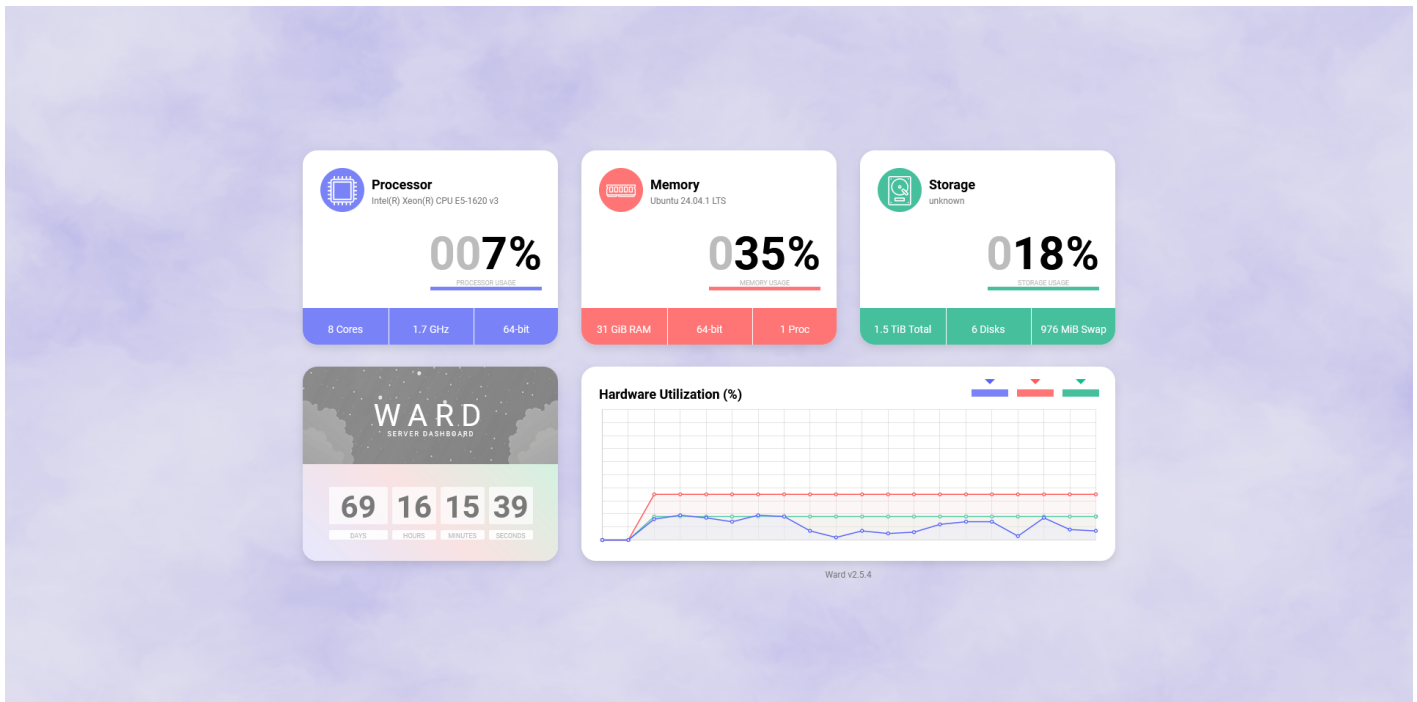 Processor
Intel(R) Xeon(R) CPU E5-1620 v3
007%
PROCESSOR USAGE
8 Cores
1.7 GHz
64-bit
Memory
Ubuntu 24.04.1 LTS
035%
MEMORY USAGE
31 GiB RAM
64-bit
1 Proc
Storage
unknown
018%
STORAGE USAGE
1.5 TiB Total
6 Disks
976 MiB Swap
WARD
SERVER DASHBOARD
69 16 15 39
DAYS HOURS MINUTES SECONDS
Hardware Utilization (%)
Ward v2.5.4